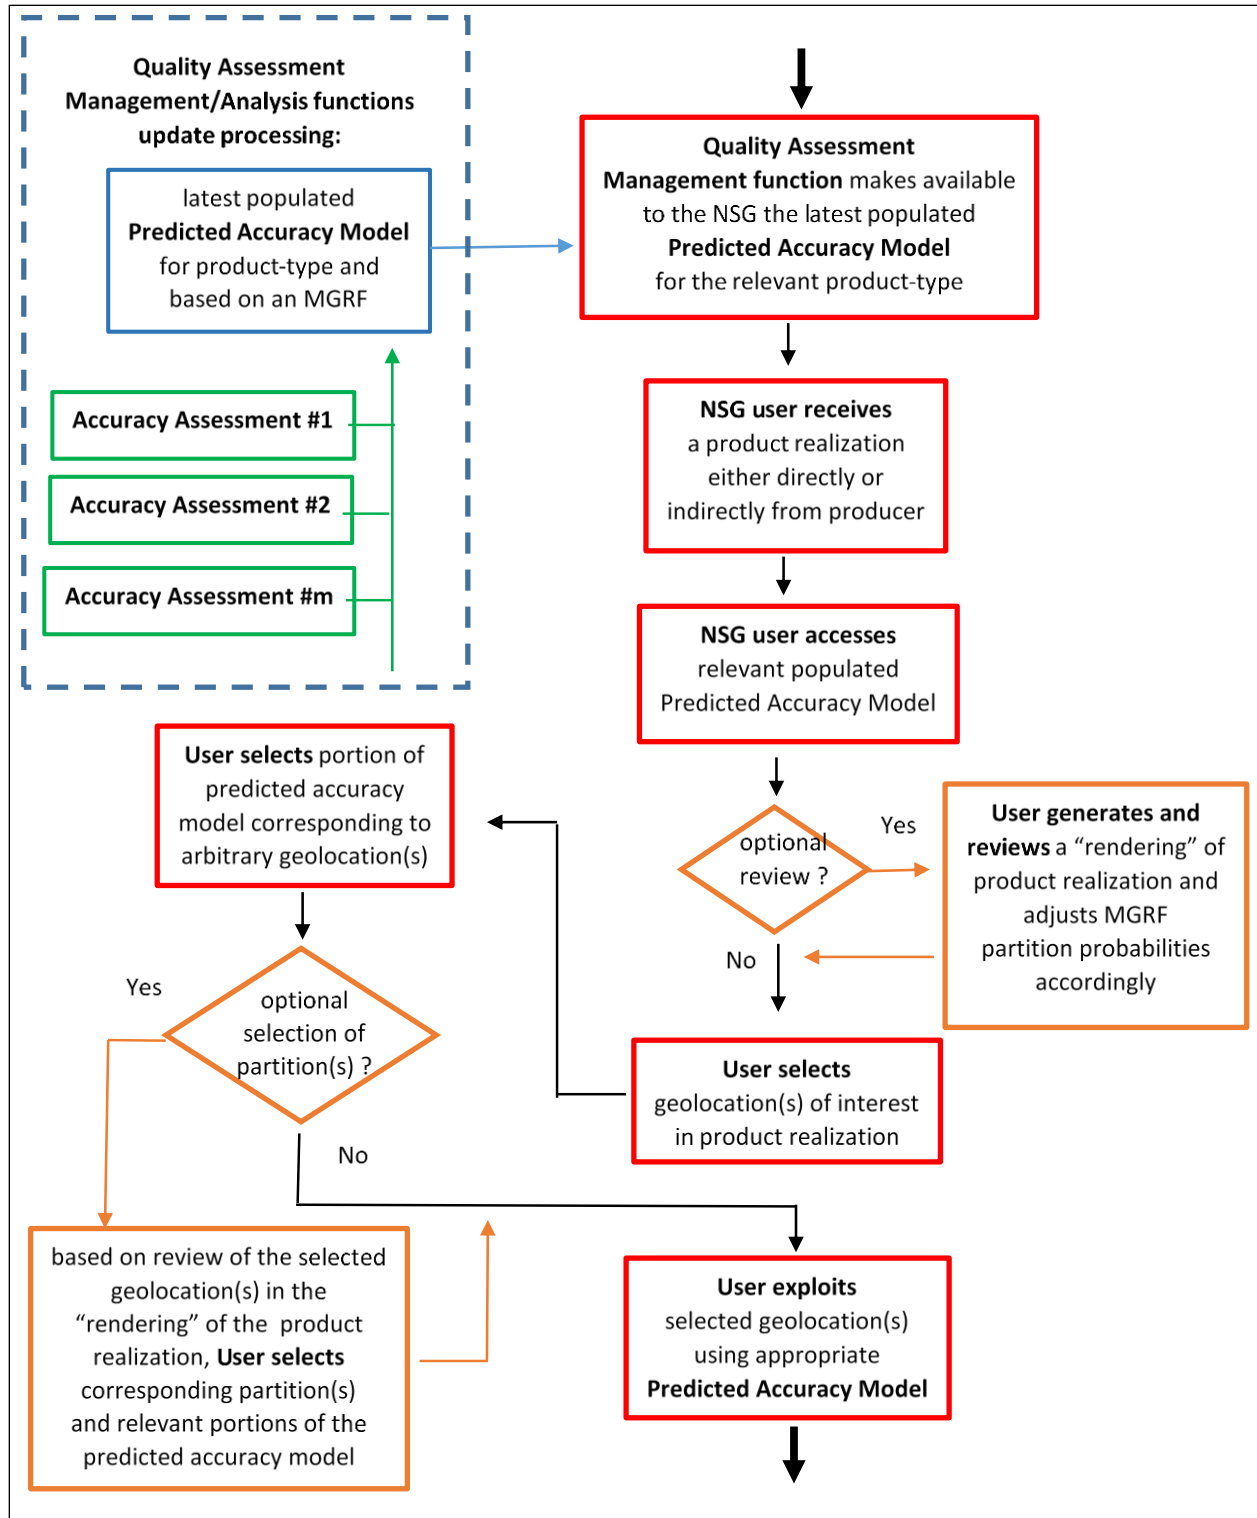 Quality Assessment
Management/Analysis functions
update processing:
latest populated
Predicted Accuracy Model
for product-type and
based on an MGRF
Accuracy Assessment #1
Accuracy Assessment #2
Accuracy Assessment #m
Quality Assessment
Management function makes available
to the NSG the latest populated
Predicted Accuracy Model
for the relevant product-type
NSG user receives
a product realization
either directly or
indirectly from producer
NSG user accesses
relevant populated
Predicted Accuracy Model
optional
review ?
Yes
No
User generates and
reviews a “rendering” of
product realization and
adjusts MGRF
partition probabilities
accordingly
User selects
geolocation(s) of interest
in product realization
User selects portion of
predicted accuracy
model corresponding to
arbitrary geolocation(s)
optional
selection of
partition(s) ?
Yes
No
based on review of the selected
geolocation(s) in the
“rendering” of the product
realization, User selects
corresponding partition(s)
and relevant portions of the
predicted accuracy model
User exploits
selected geolocation(s)
using appropriate
Predicted Accuracy Model